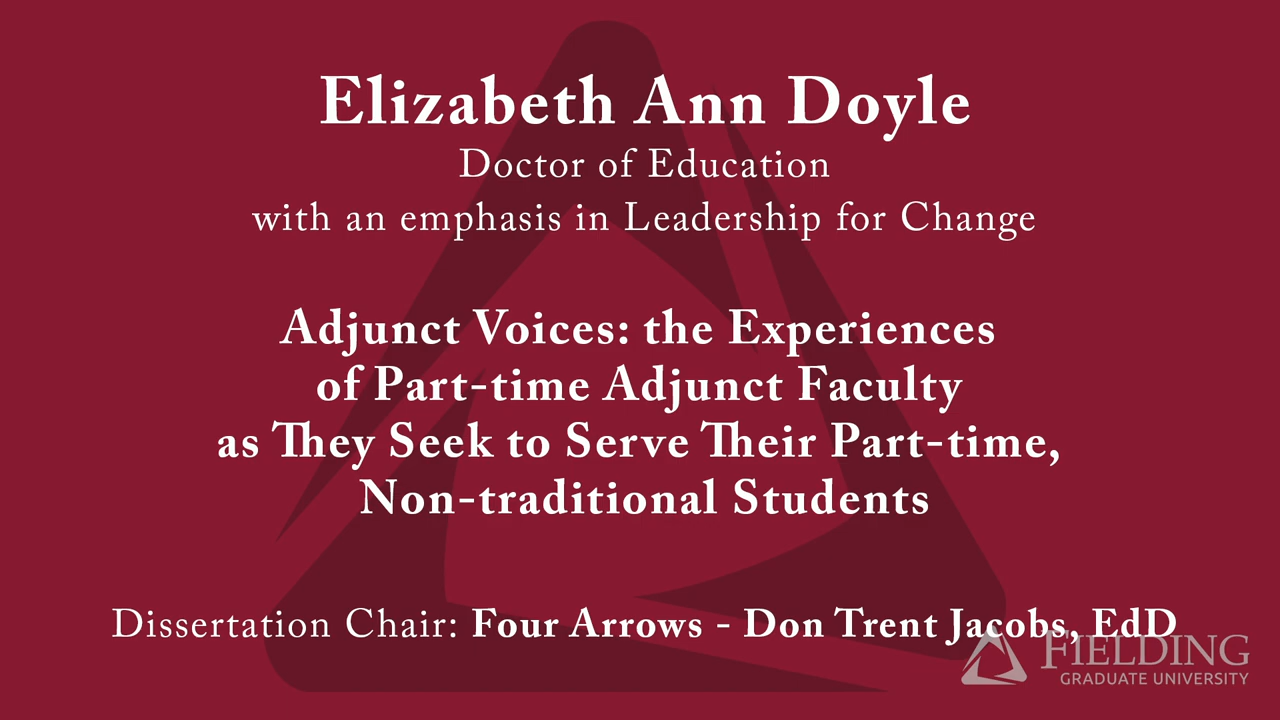 Elizabeth Ann Doyle
Doctor of Education
with an emphasis in Leadership for Change
Adjunct Voices: the Experiences
of Part-time Adjunct Faculty
as They Seek to Serve Their Part-time,
Non-traditional Students
Dissertation Chair: Four Arrows - Don Trent Jacobs, EdD
FIELDING
GRADUATE UNIVERSITY